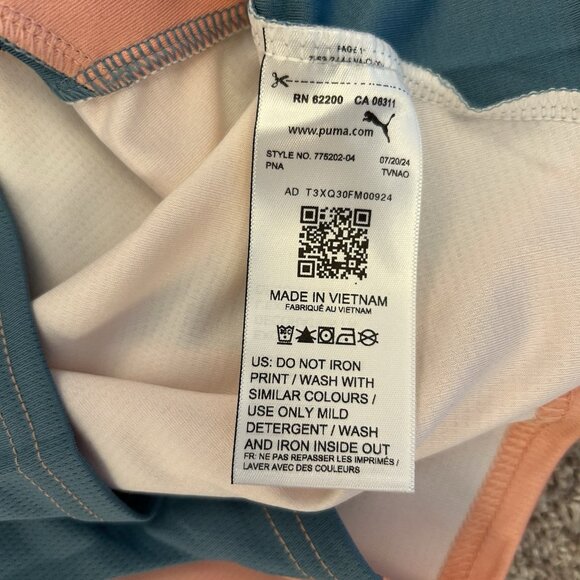 RN 62200 CA 06311
www.puma.com
STYLE NO. 775202-04 07/20/24
PNA TVNAO
AD T3XQ30FM00924
MADE IN VIETNAM
FABRIQUÉ AU VIETNAM
US: DO NOT IRON
PRINT / WASH WITH
SIMILAR COLOURS /
USE ONLY MILD
DETERGENT / WASH
AND IRON INSIDE OUT
FR: NE PAS REPASSER LES IMPRIMÉS /
LAVER AVEC DES COULEURS